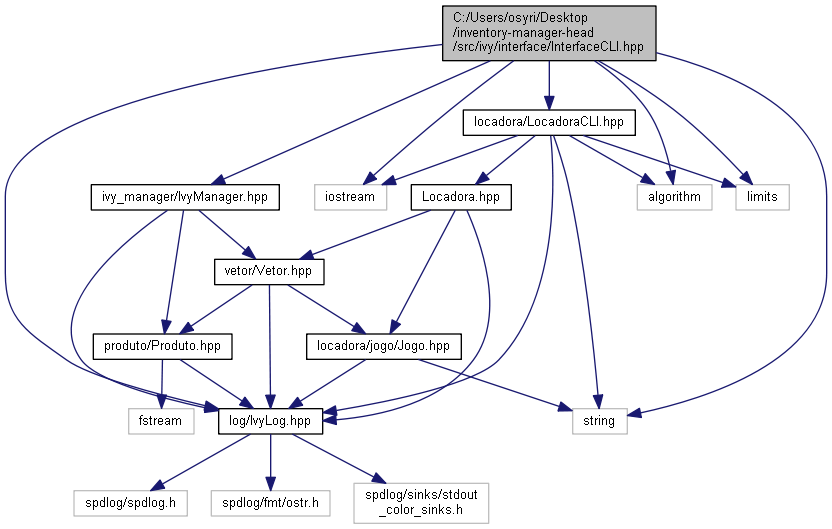 C:/Users/osyri/Desktop
/inventory-manager-head
/src/ivy/interface/InterfaceCLI.hpp
locadora/LocadoraCLI.hpp
ivy_manager/IvyManager.hpp
iostream
Locadora.hpp
algorithm
limits
vetor/Vetor.hpp
produto/Produto.hpp
locadora/jogo/Jogo.hpp
fstream
log/IvyLog.hpp
string
spdlog/spdlog.h
spdlog/fmt/ostr.h
spdlog/sinks/stdout
_color_sinks.h